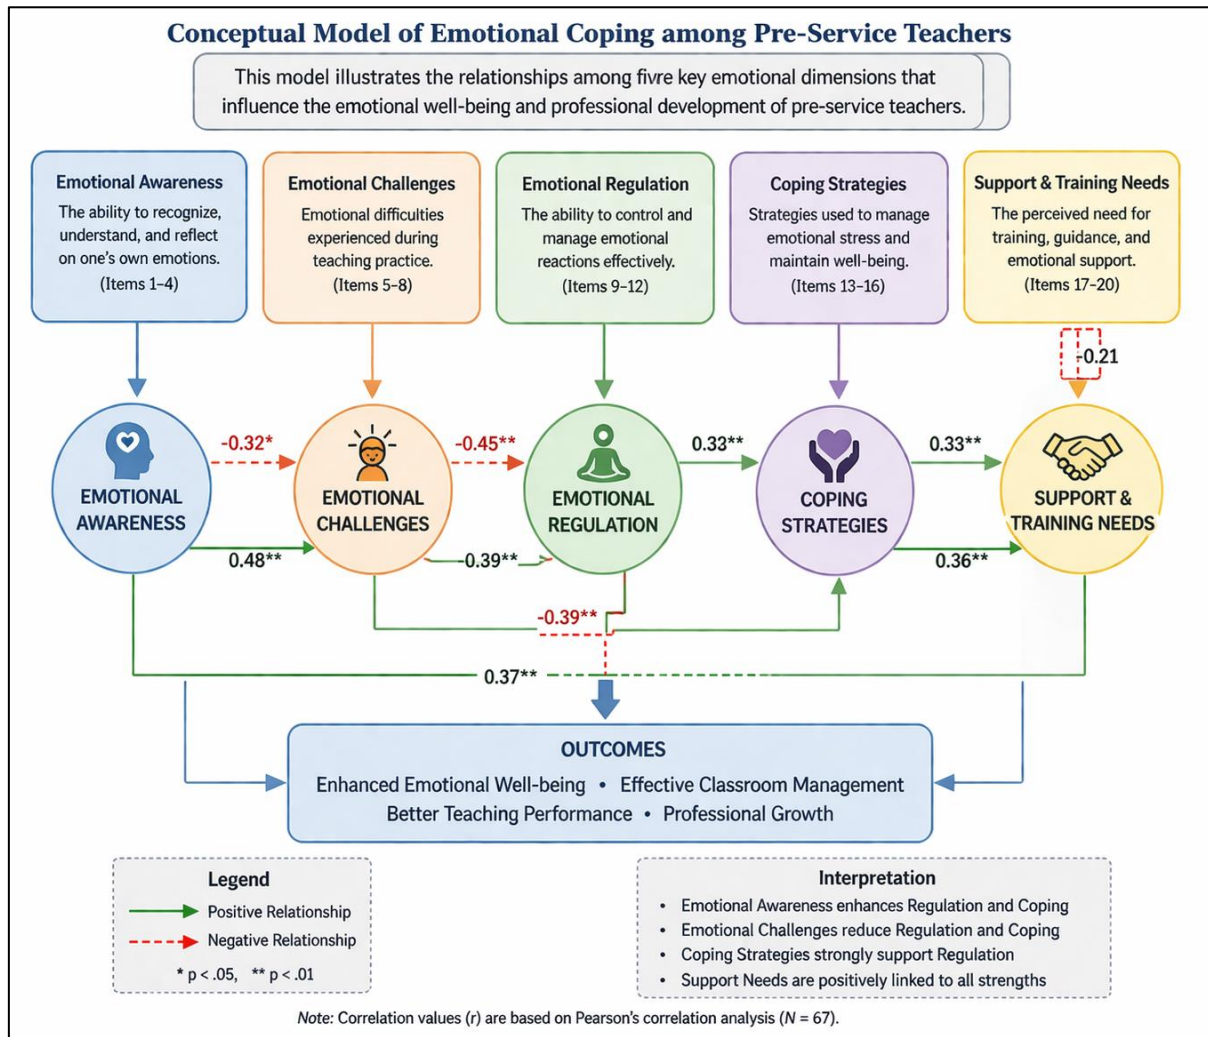 Conceptual Model of Emotional Coping among Pre-Service Teachers
This model illustrates the relationships among fivre key emotional dimensions that
influence the emotional well-being and professional development of pre-service teachers.
Emotional Awareness
The ability to recognize,
understand, and reflect
on one's own emotions.
(Items 1–4)
Emotional Challenges
Emotional difficulties
experienced during
teaching practice.
(Items 5–8)
Emotional Regulation
The ability to control and
manage emotional
reactions effectively.
(Items 9–12)
Coping Strategies
Strategies used to manage
emotional stress and
maintain well-being.
(Items 13–16)
Support & Training Needs
The perceived need for
training, guidance, and
emotional support.
(Items 17–20)
-0.21
EMOTIONAL
AWARENESS
-0.32*
0.48**
EMOTIONAL
CHALLENGES
-0.45**
-0.39**
EMOTIONAL
REGULATION
0.33**
COPING
STRATEGIES
0.33**
0.36**
SUPPORT &
TRAINING NEEDS
-0.39**
0.37**
OUTCOMES
Enhanced Emotional Well-being • Effective Classroom Management
Better Teaching Performance • Professional Growth
Legend
Positive Relationship
Negative Relationship
* p < .05, ** p < .01
Interpretation
• Emotional Awareness enhances Regulation and Coping
• Emotional Challenges reduce Regulation and Coping
• Coping Strategies strongly support Regulation
• Support Needs are positively linked to all strengths
Note: Correlation values (r) are based on Pearson's correlation analysis (N = 67).